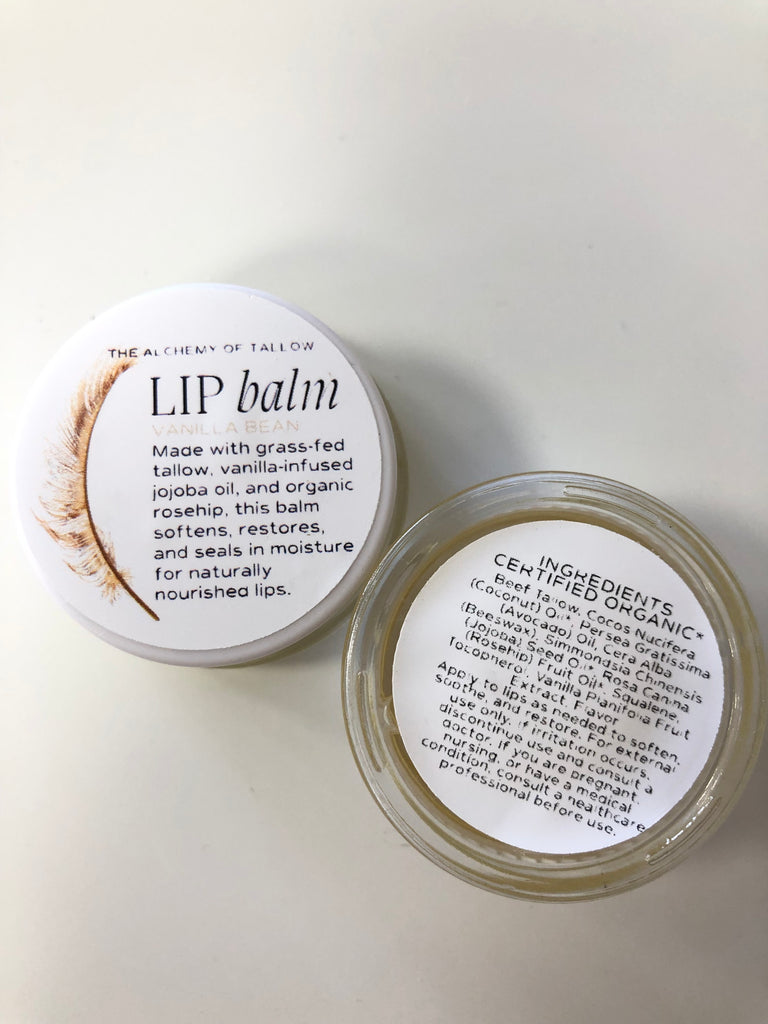 THE ALCHEMY OF TALLOW
LIP balm
VANILLA BEAN
Made with grass-fed
tallow, vanilla-infused
jojoba oil, and organic
rosehip, this balm
softens, restores,
and seals in moisture
for naturally
nourished lips.
INGREDIENTS
CERTIFIED ORGANIC*
Beef Tallow, Cocos Nucifera
(Coconut) Oil*, Persea Gratissima
(Avocado) Oil, Cera Alba
(Beeswax), Simmondsia Chinensis
(Jojoba) Seed Oil*, Rosa Canina
(Rosehip) Fruit Oil*, Squalene,
Tocopherol, Vanilla Planifolia Fruit
Extract, Flavor
Apply to lips as needed to soften,
soothe, and restore. For external
use only. If irritation occurs,
discontinue use and consult a
doctor. If you are pregnant,
nursing, or have a medical
condition, consult a healthcare
professional before use.